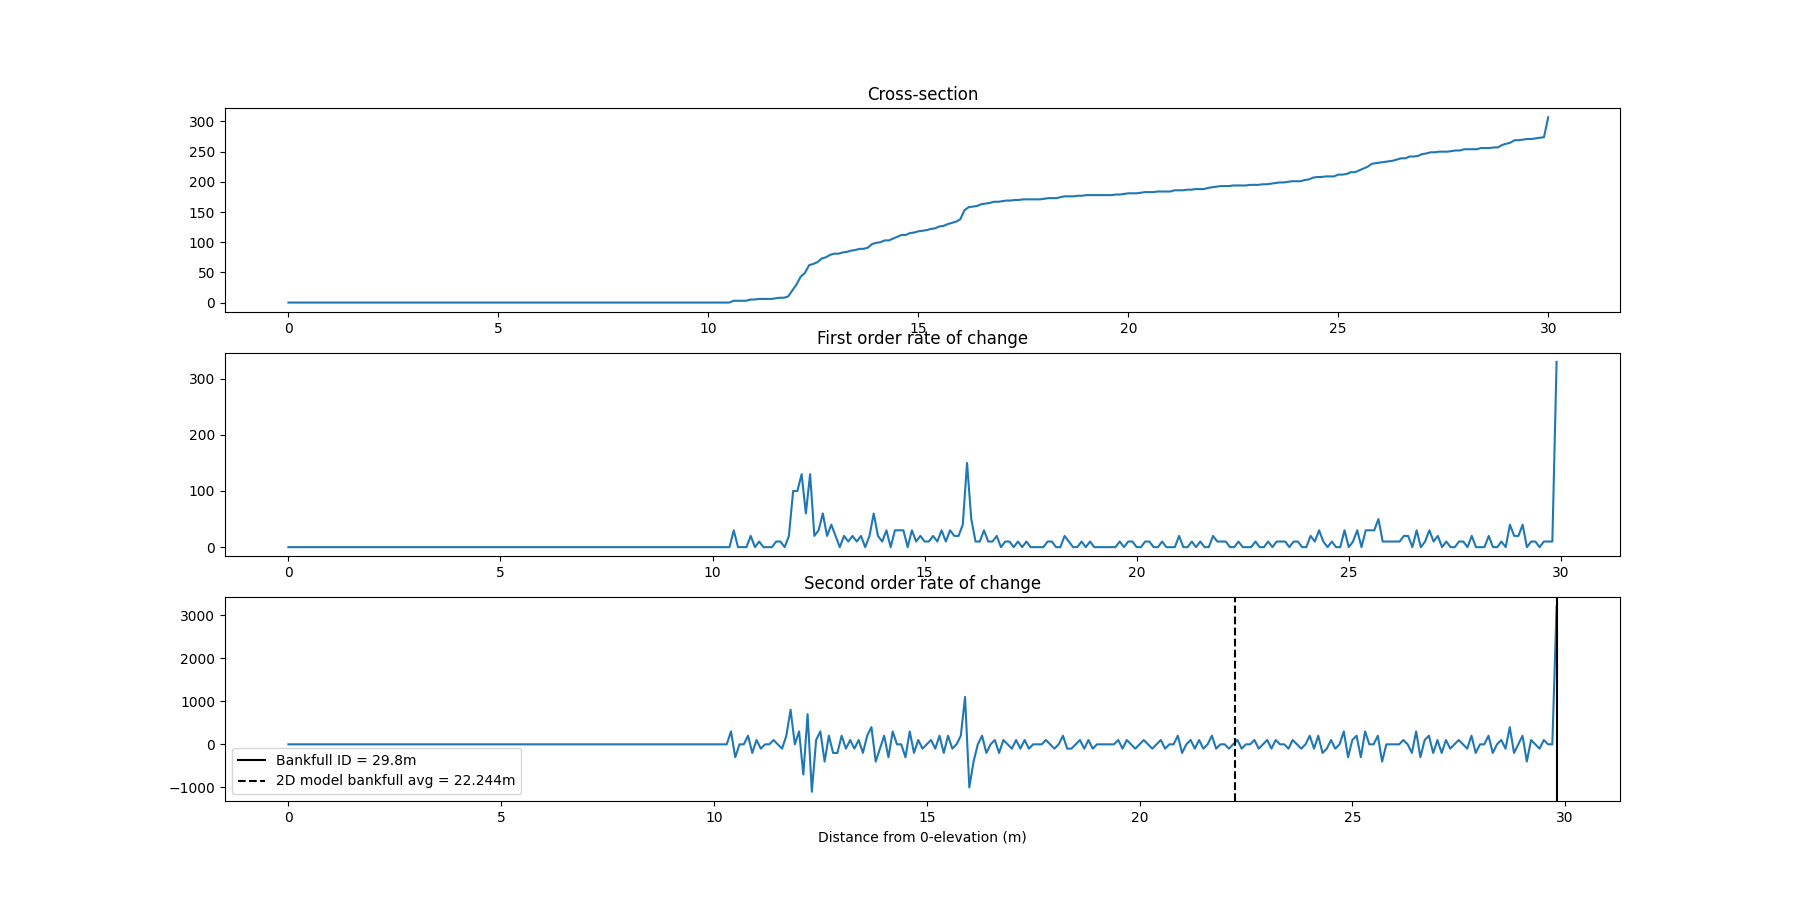 Cross-section
300
250
200
150
100
50
0
0 5 10 15 20 25 30
First order rate of change
300
200
100
0
0 5 10 15 20 25 30
Second order rate of change
3000
2000
1000
0
−1000
Bankfull ID = 29.8m
2D model bankfull avg = 22.244m
0 5 10 15 20 25 30
Distance from 0-elevation (m)